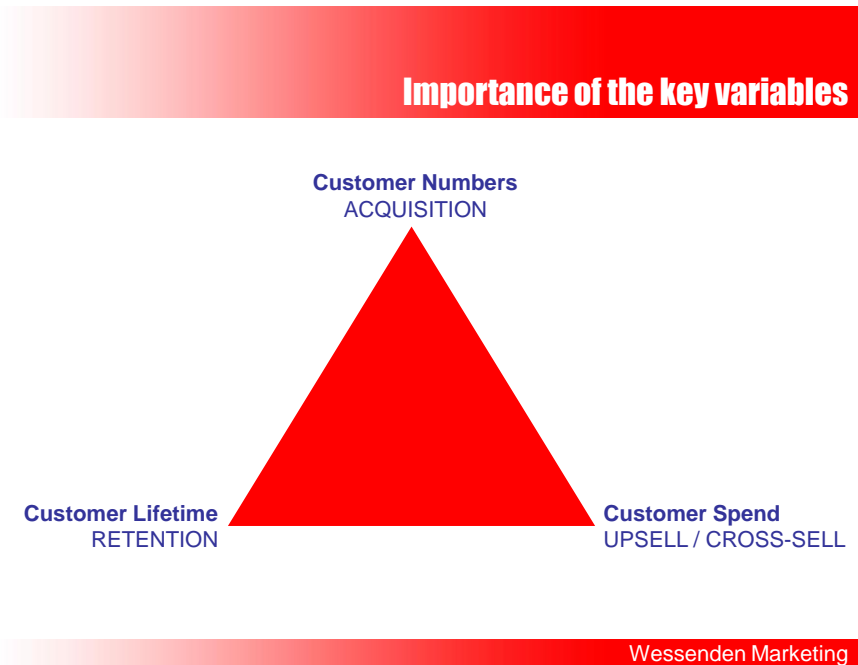 Importance of the key variables
Customer Numbers
ACQUISITION
Customer Lifetime
RETENTION
Customer Spend
UPSELL / CROSS-SELL
Wessenden Marketing